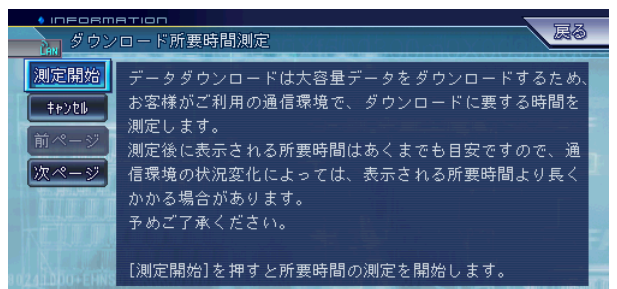 INFORMATION
LAN
ダウンロード所要時間測定
戻る
測定開始
キャンセル
前ページ
次ページ
データダウンロードは大容量データをダウンロードするため、
お客様がご利用の通信環境で、ダウンロードに要する時間を
測定します。
測定後に表示される所要時間はあくまでも目安ですので、通
信環境の状況変化によっては、表示される所要時間より長く
かかる場合があります。
予めご了承ください。
[測定開始]を押すと所要時間の測定を開始します。